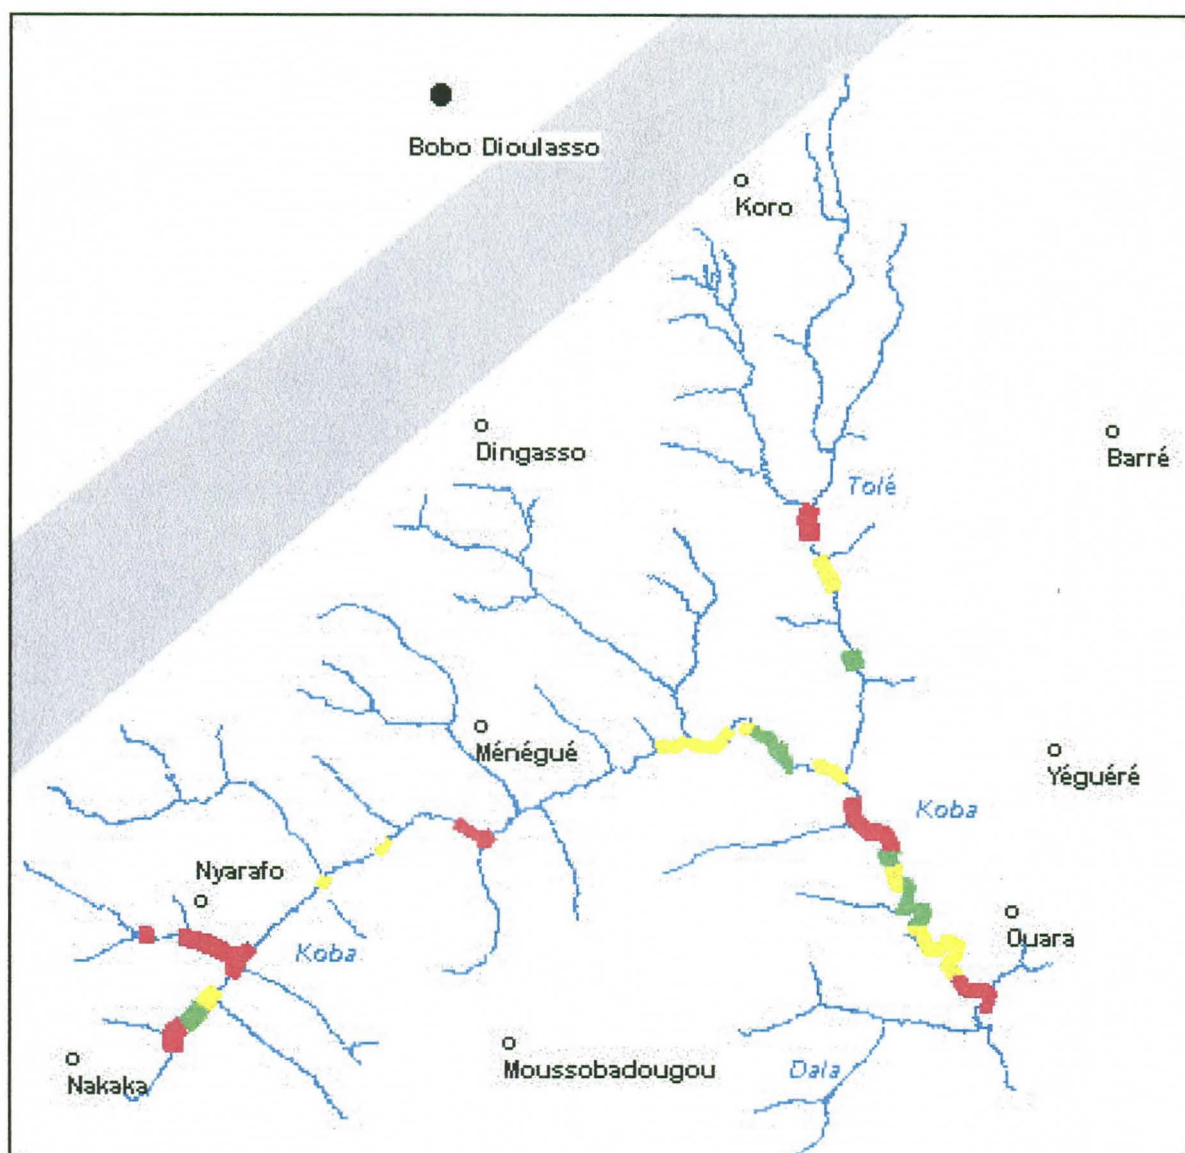 Bobo Dioulasso
Koro
Dingasso
Barré
Tolé
Ménégué
Yéguéré
Koba
Nyarafo
Ouara
Koba
Moussobadougou
Nakaka
Dala